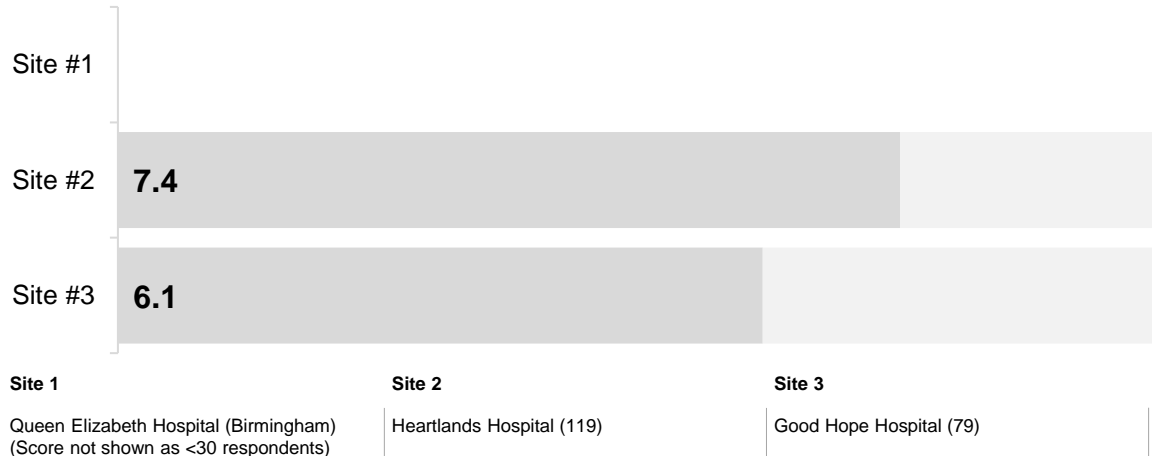 Site #1
Site #2
7.4
Site #3
6.1
Site 1
Site 2
Site 3
Queen Elizabeth Hospital (Birmingham)
(Score not shown as <30 respondents)
Heartlands Hospital (119)
Good Hope Hospital (79)